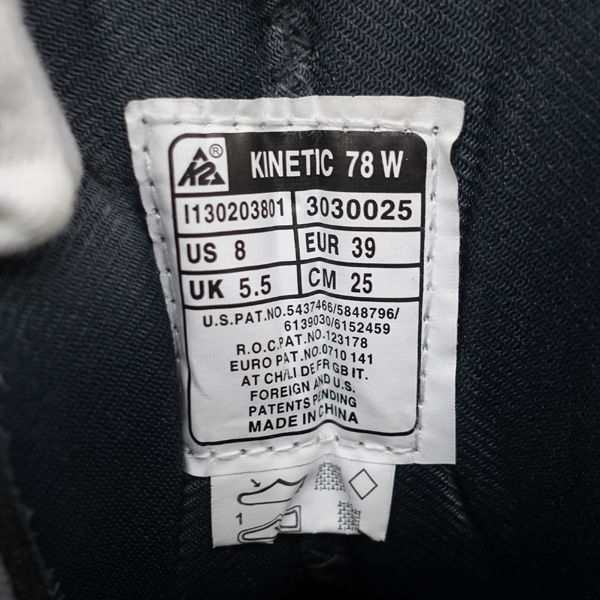 K2 ® KINETIC 78 W
I130203801 3030025
US 8 EUR 39
UK 5.5 CM 25
U.S.PAT.NO.5437466/5848796/
6139030/6152459
R.O.C.PAT.NO.123178
EURO PAT.NO.0710 141
AT CH/LI DE FR GB IT.
FOREIGN AND U.S.
PATENTS PENDING
MADE IN CHINA
1